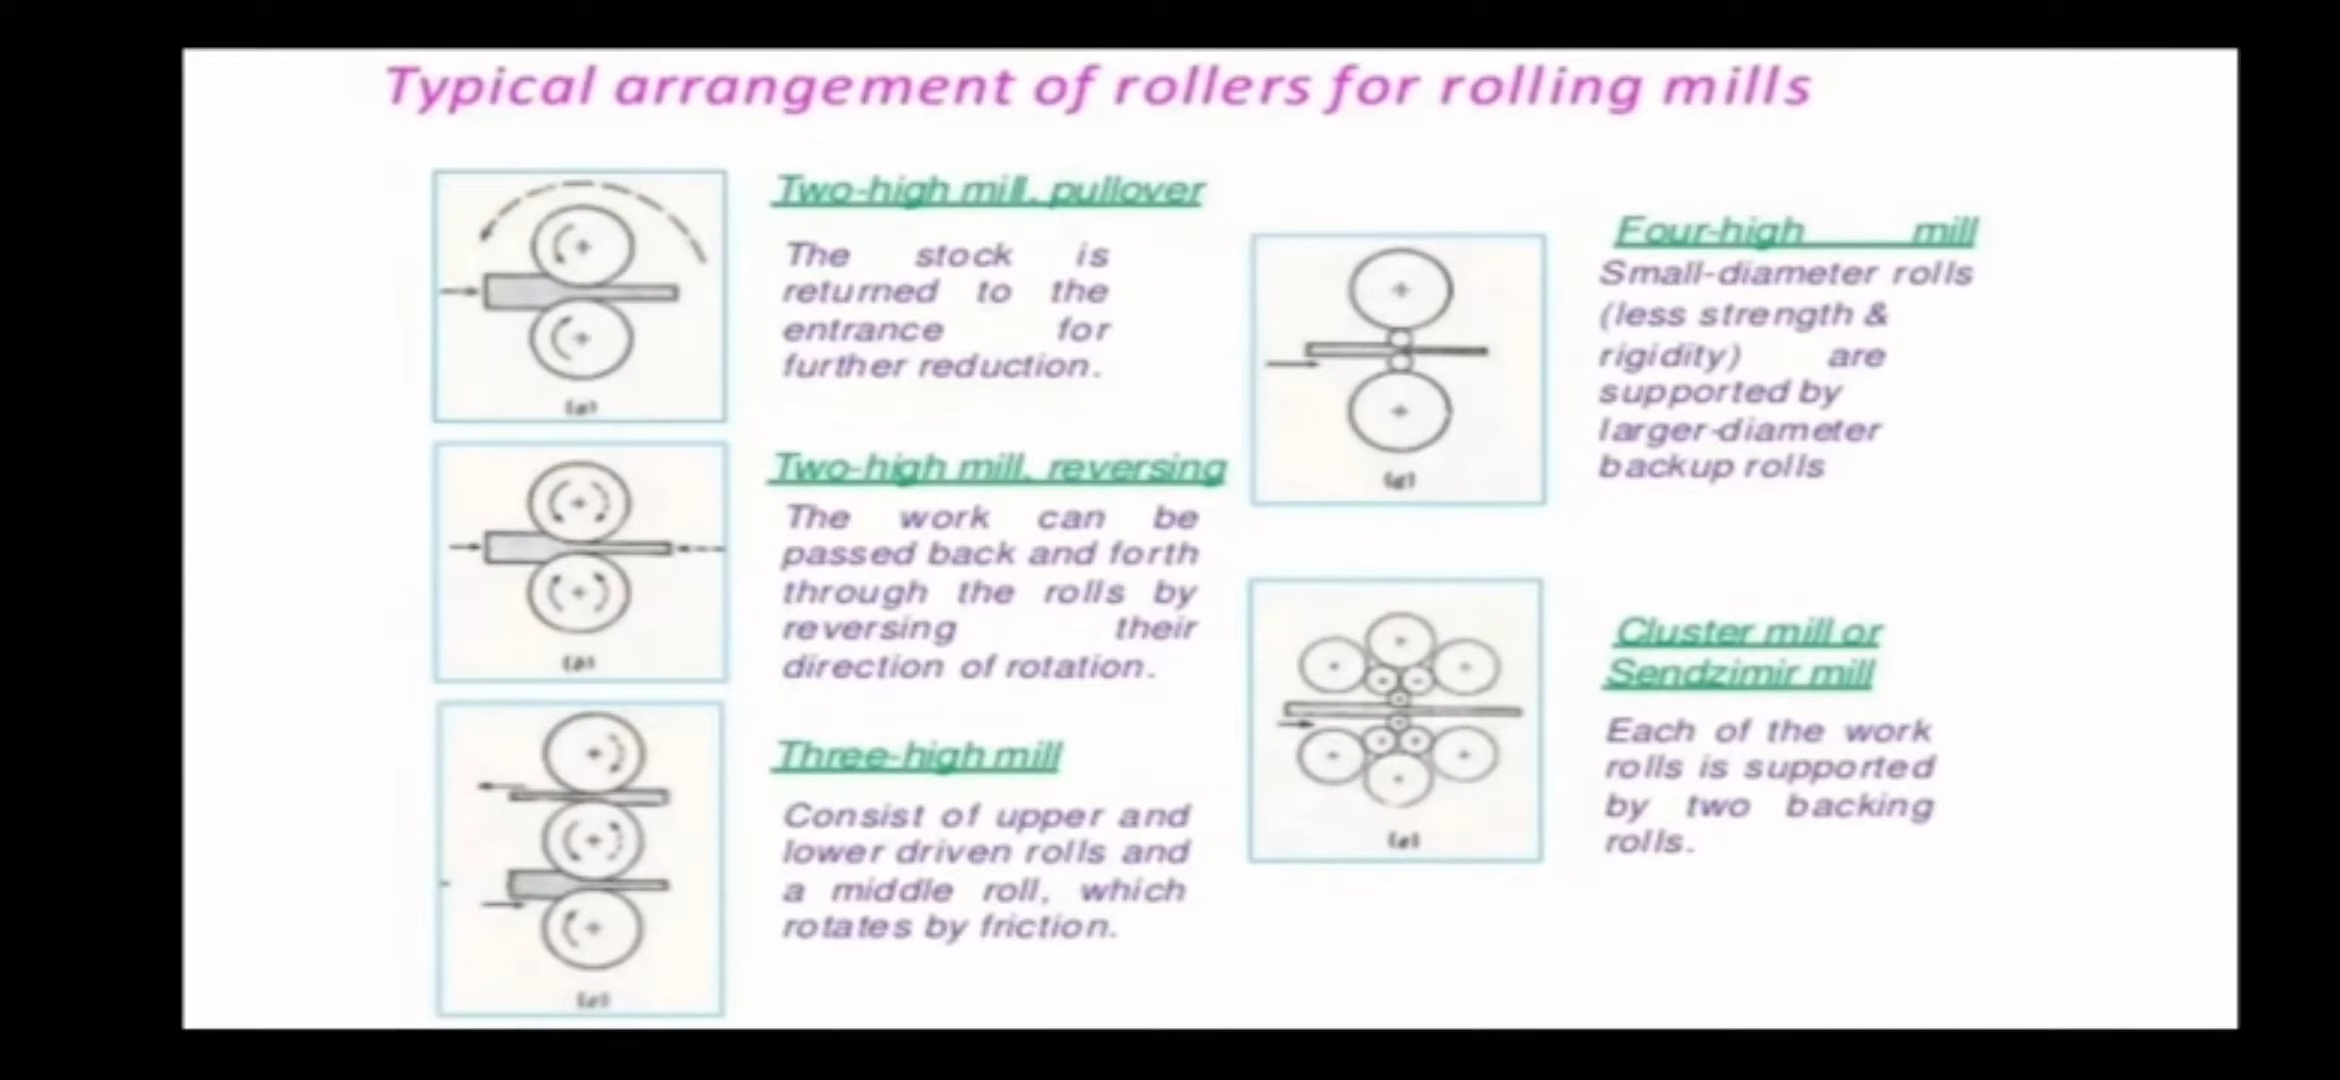 Typical arrangement of rollers for rolling mills
Two-high mill, pullover
The stock is
returned to the
entrance for
further reduction.
(a)
Two-high mill, reversing
The work can be
passed back and forth
through the rolls by
reversing their
direction of rotation.
(b)
Three-high mill
Consist of upper and
lower driven rolls and
a middle roll, which
rotates by friction.
(c)
Four-high mill
Small-diameter rolls
(less strength &
rigidity) are
supported by
larger-diameter
backup rolls
Cluster mill or
Sendzimir mill
Each of the work
rolls is supported
by two backing
rolls.